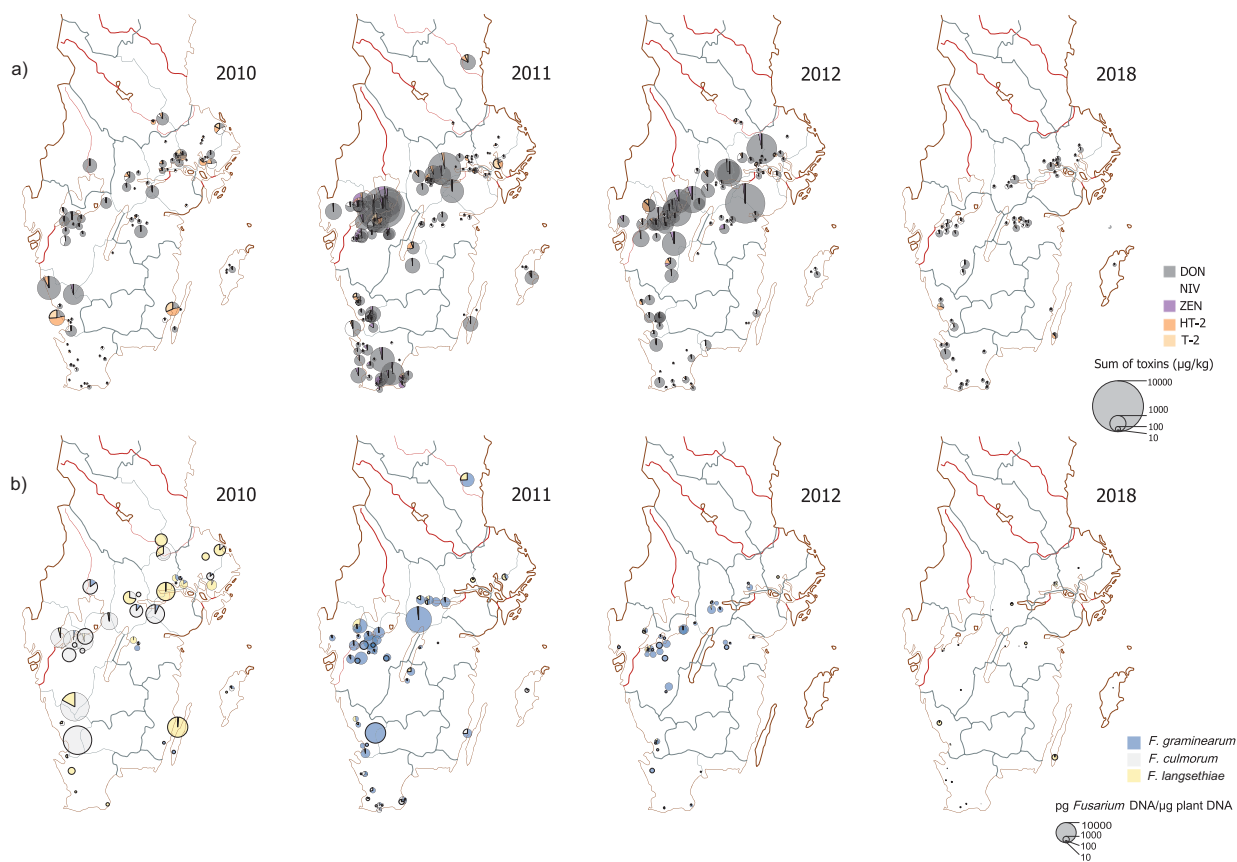 a)
2010
2011
2012
2018
DON
NIV
ZEN
HT-2
T-2
Sum of toxins (µg/kg)
10000
1000
100
10
b)
2010
2011
2012
2018
F. graminearum
F. culmorum
F. langsethiae
pg Fusarium DNA/µg plant DNA
10000
1000
100
10